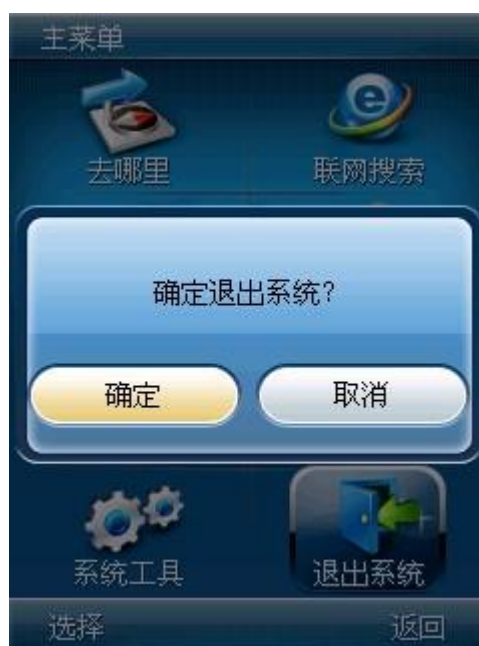 主菜单
去哪里
联网搜索
确定退出系统?
确定
取消
系统工具
退出系统
选择
返回